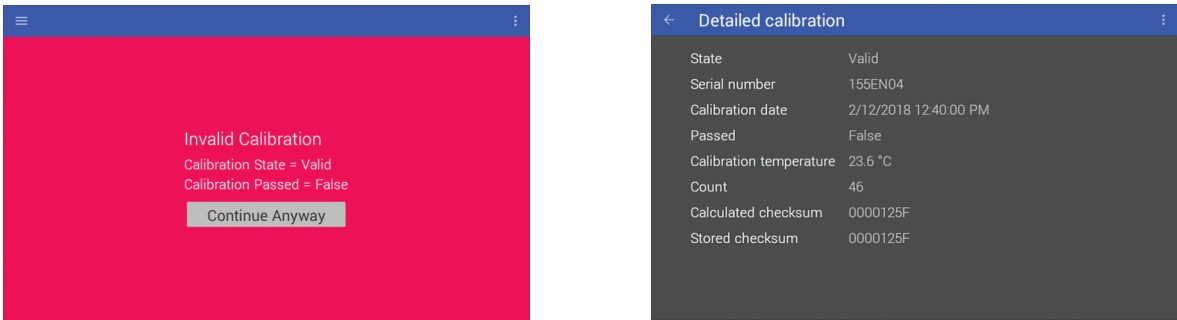 Invalid Calibration
Calibration State = Valid
Calibration Passed = False
Continue Anyway
Detailed calibration
State Valid
Serial number 155EN04
Calibration date 2/12/2018 12:40:00 PM
Passed False
Calibration temperature 23.6 °C
Count 46
Calculated checksum 0000125F
Stored checksum 0000125F